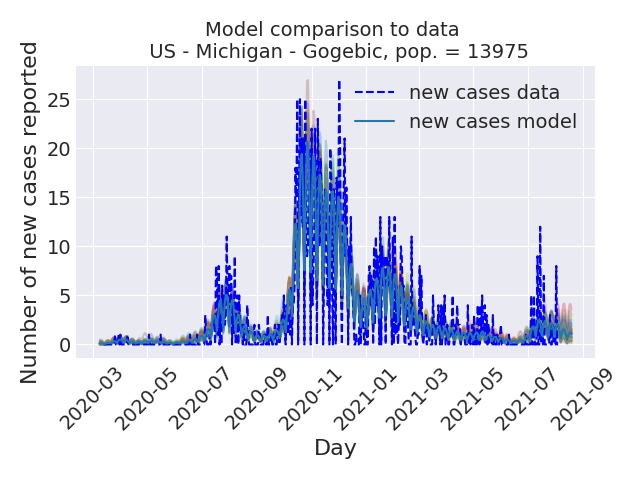 Model comparison to data
US - Michigan - Gogebic, pop. = 13975
Number of new cases reported
25
20
15
10
5
0
new cases data
new cases model
2020-03
2020-05
2020-07
2020-09
2020-11
2021-01
2021-03
2021-05
2021-07
2021-09
Day